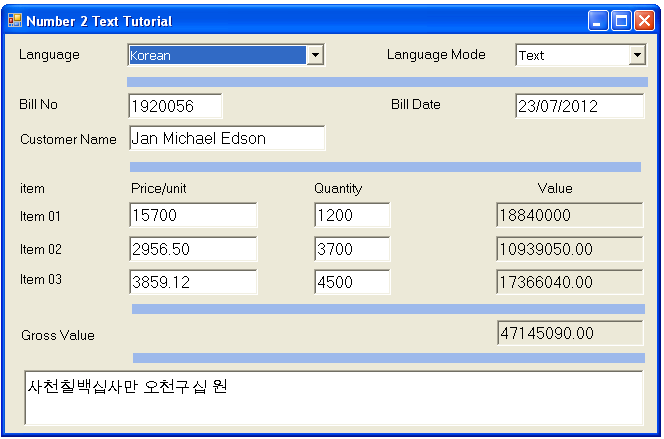 Number 2 Text Tutorial
Language Korean Language Mode Text
Bill No 1920056 Bill Date 23/07/2012
Customer Name Jan Michael Edson
item Price/unit Quantity Value
Item 01 15700 1200 18840000
Item 02 2956.50 3700 10939050.00
Item 03 3859.12 4500 17366040.00
Gross Value 47145090.00
사천칠백십사만 오천구십 원